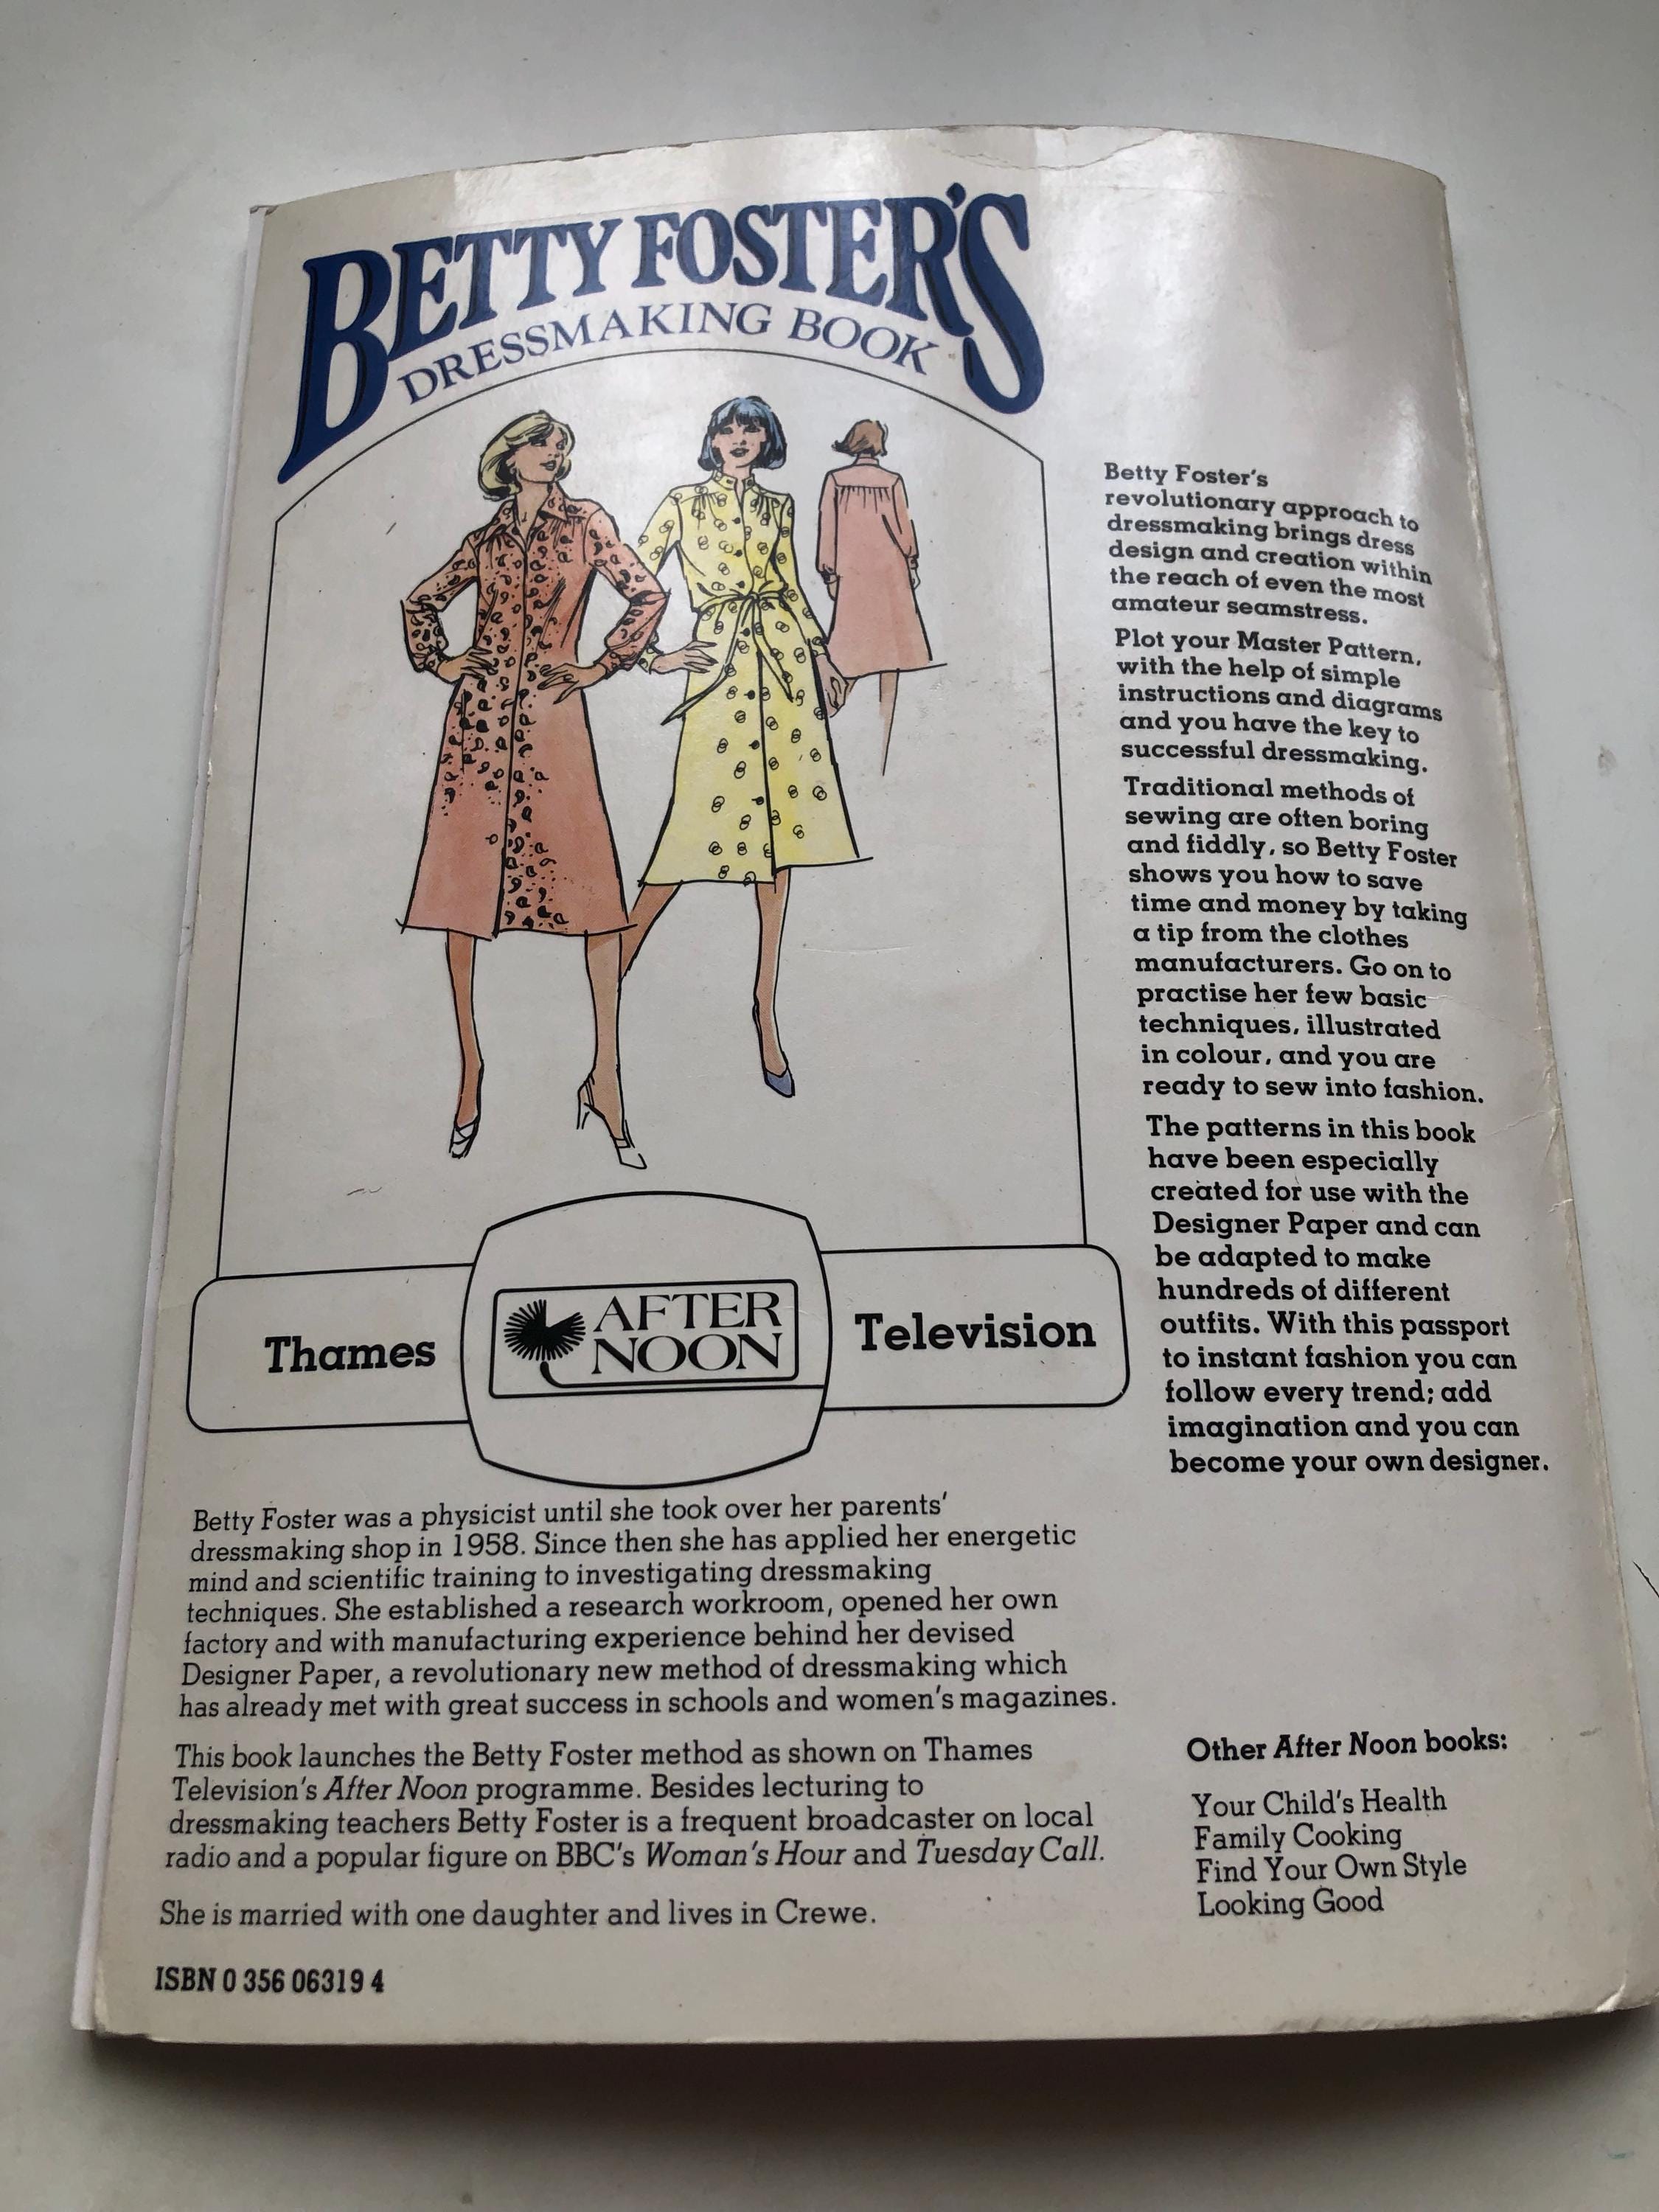 BETTY FOSTER'S
DRESSMAKING BOOK
Betty Foster's
revolutionary approach to
dressmaking brings dress
design and creation within
the reach of even the most
amateur seamstress.
Plot your Master Pattern,
with the help of simple
instructions and diagrams
and you have the key to
successful dressmaking.
Traditional methods of
sewing are often boring
and fiddly, so Betty Foster
shows you how to save
time and money by taking
a tip from the clothes
manufacturers. Go on to
practise her few basic
techniques, illustrated
in colour, and you are
ready to sew into fashion.
The patterns in this book
have been especially
created for use with the
Designer Paper and can
be adapted to make
hundreds of different
outfits. With this passport
to instant fashion you can
follow every trend; add
imagination and you can
become your own designer.
Thames
AFTER
NOON
Television
Betty Foster was a physicist until she took over her parents'
dressmaking shop in 1958. Since then she has applied her energetic
mind and scientific training to investigating dressmaking
techniques. She established a research workroom, opened her own
factory and with manufacturing experience behind her devised
Designer Paper, a revolutionary new method of dressmaking which
has already met with great success in schools and women's magazines.
This book launches the Betty Foster method as shown on Thames
Television's After Noon programme. Besides lecturing to
dressmaking teachers Betty Foster is a frequent broadcaster on local
radio and a popular figure on BBC's Woman's Hour and Tuesday Call.
She is married with one daughter and lives in Crewe.
Other After Noon books:
Your Child's Health
Family Cooking
Find Your Own Style
Looking Good
ISBN 0 356 06319 4